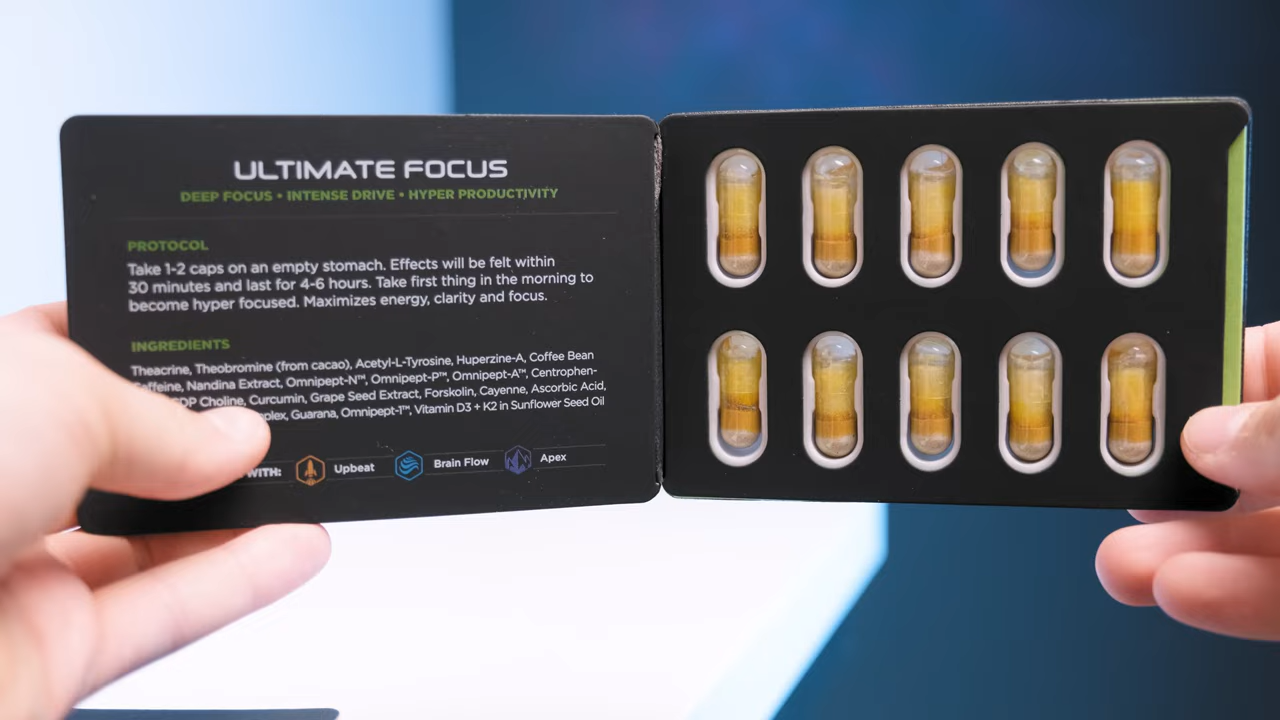 ULTIMATE FOCUS
DEEP FOCUS • INTENSE DRIVE • HYPER PRODUCTIVITY
PROTOCOL
Take 1-2 caps on an empty stomach. Effects will be felt within
30 minutes and last for 4-6 hours. Take first thing in the morning to
become hyper focused. Maximizes energy, clarity and focus.
INGREDIENTS
Theacrine, Theobromine (from cacao), Acetyl-L-Tyrosine, Huperzine-A, Coffee Bean
Caffeine, Nandina Extract, Omnipept-N™, Omnipept-P™, Omnipept-A™, Centrophen-
Choline, Curcumin, Grape Seed Extract, Forskolin, Cayenne, Ascorbic Acid,
Guarana, Omnipept-1™, Vitamin D3 + K2 in Sunflower Seed Oil
WITH: Upbeat Brain Flow Apex